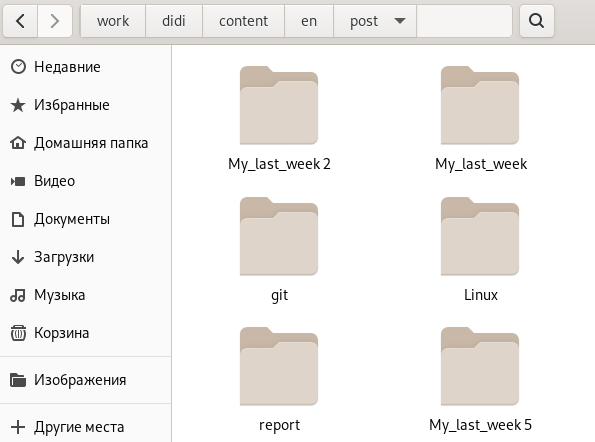 work didi content en post
Недавние
Избранные
Домашняя папка
Видео
Документы
Загрузки
Музыка
Корзина
Изображения
Другие места
My_last_week 2 My_last_week
git Linux
report My_last_week 5